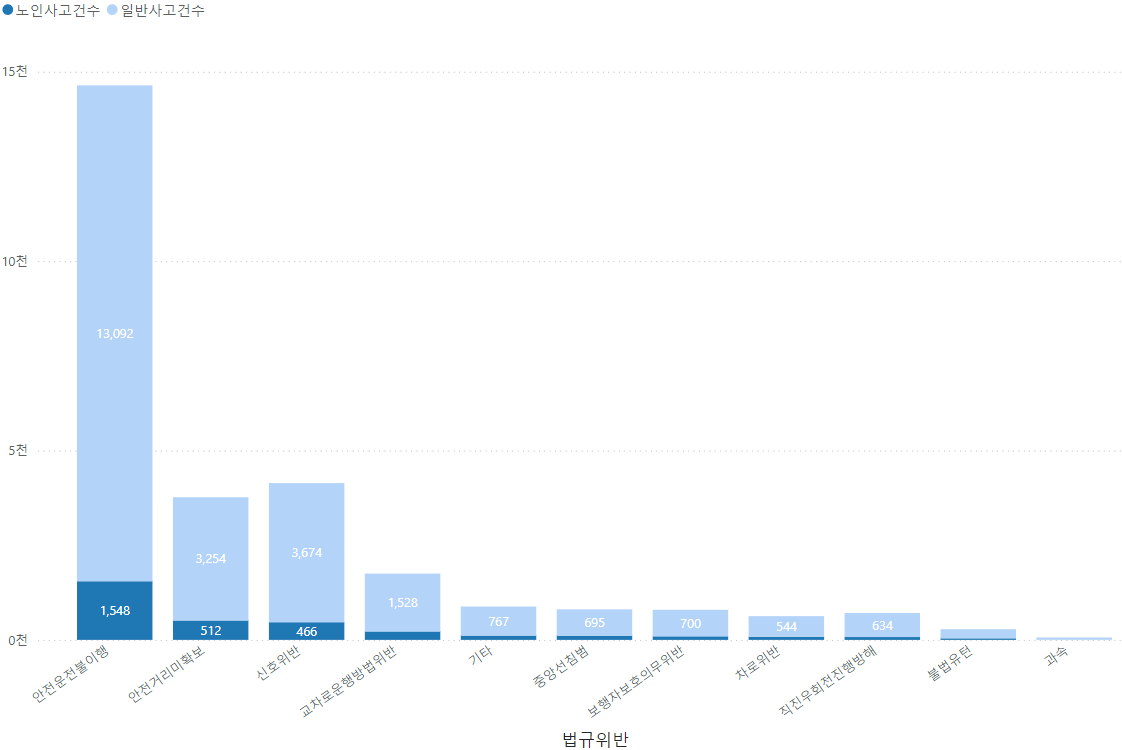 노인사고건수 일반사고건수
15천
10천
5천
0천
13,092
1,548
3,254
512
3,674
466
1,528
767
695
700
544
634
안전운전불이행
안전거리미확보
신호위반
교차로운행방법위반
기타
중앙선침범
보행자보호의무위반
차로위반
직진우회전진행방해
불법유턴
과속
법규위반